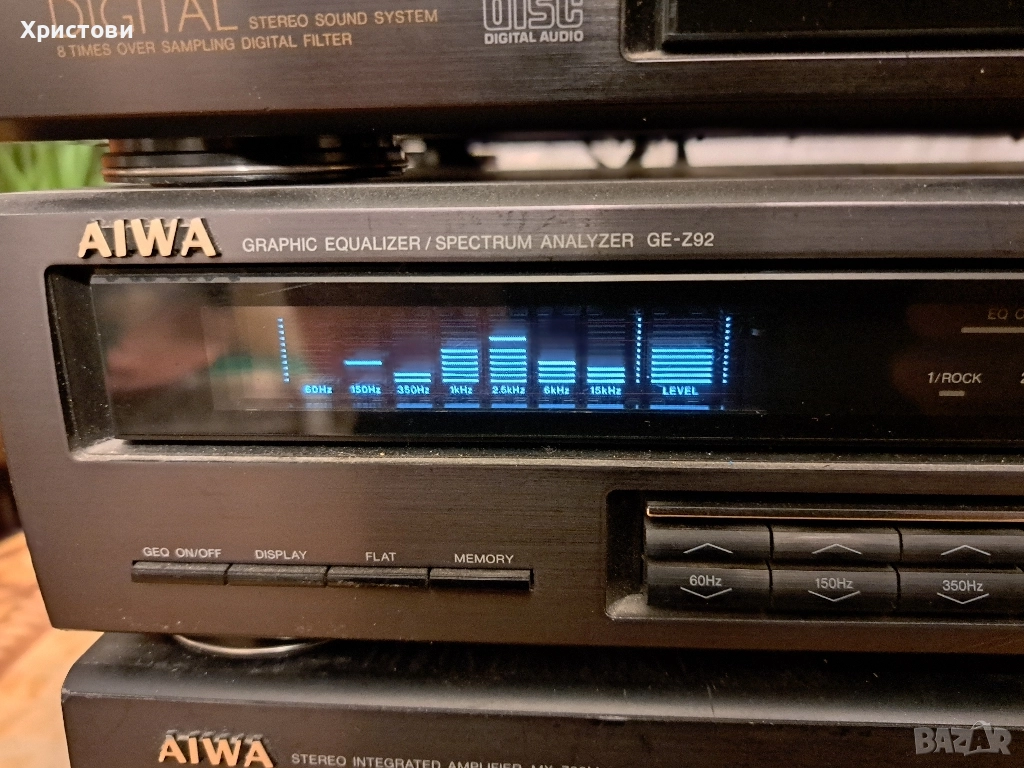 DIGITAL STEREO SOUND SYSTEM
Христови
8 TIMES OVER SAMPLING DIGITAL FILTER
disc
DIGITAL AUDIO
AIWA GRAPHIC EQUALIZER / SPECTRUM ANALYZER GE-Z92
EQ
60Hz 150Hz 350Hz 1kHz 2.5kHz 6kHz 15kHz LEVEL
1/ROCK
GEQ ON/OFF DISPLAY FLAT MEMORY
60Hz 150Hz 350Hz
AIWA STEREO INTEGRATED AMPLIFIER
BAZAR